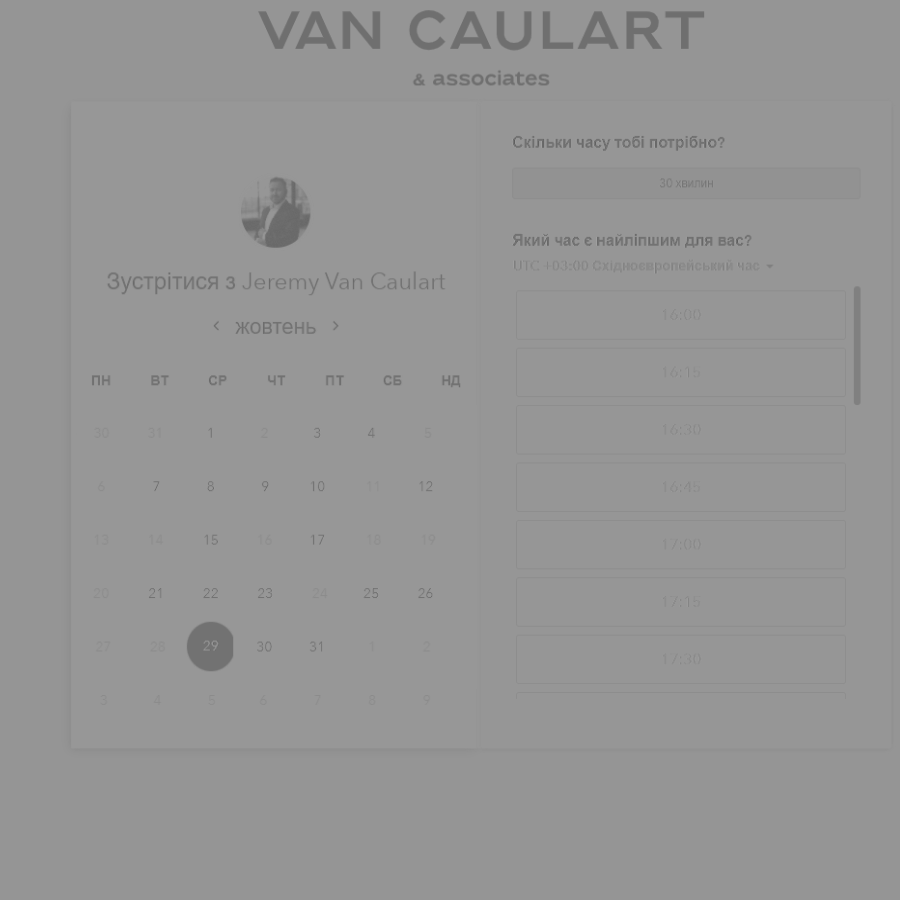 VAN CAULART
& associates
Зустрітися з Jeremy Van Caulart
жовтень
ПН ВТ СР ЧТ ПТ СБ НД
30 31 1 2 3 4 5
6 7 8 9 10 11 12
13 14 15 16 17 18 19
20 21 22 23 24 25 26
27 28 29 30 31 1 2
3 4 5 6 7 8 9
Скільки часу тобі потрібно?
30 хвилин
Який час є найліпшим для вас?
UTC +03:00 Східноєвропейський час
16:00
16:15
16:30
16:45
17:00
17:15
17:30